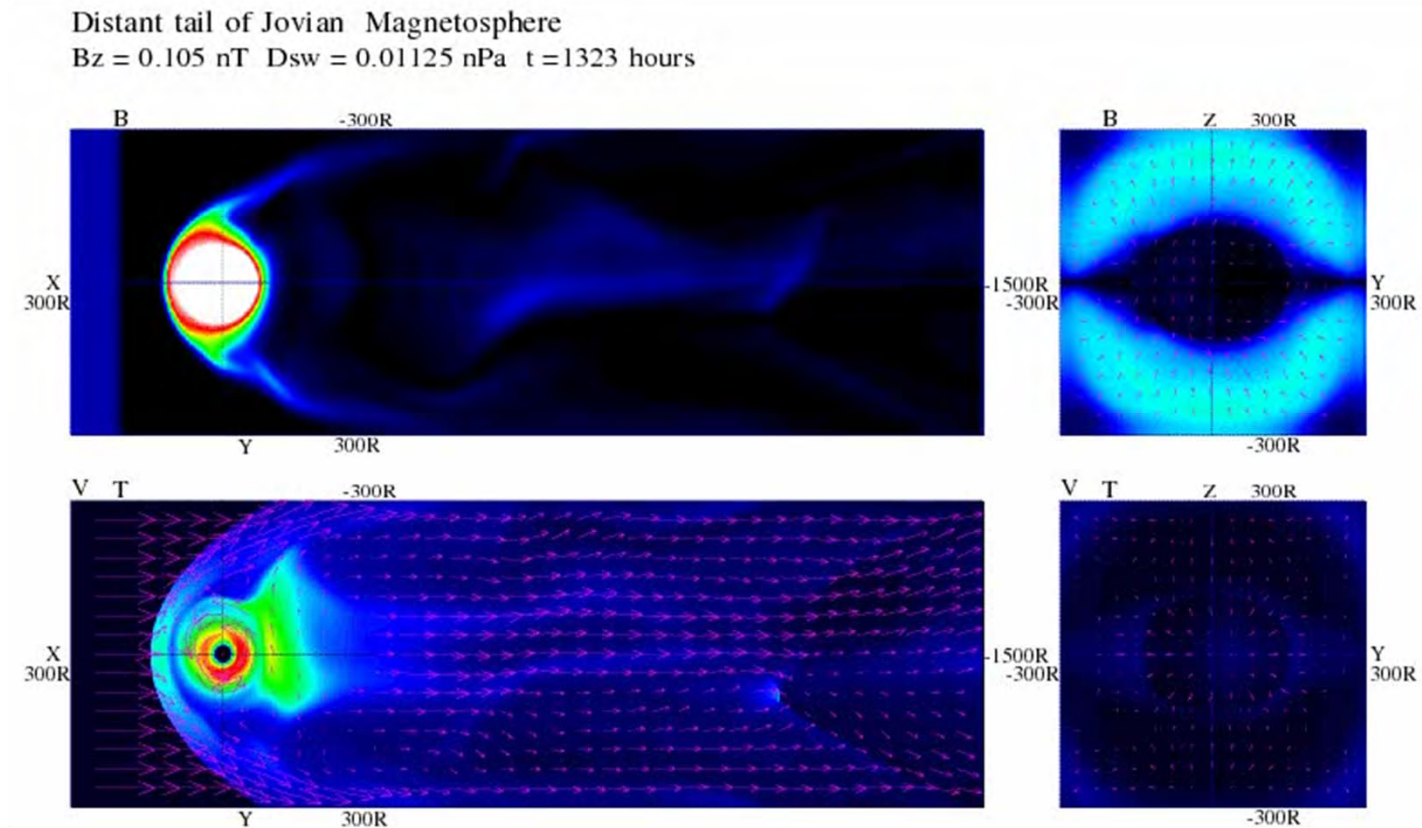 Distant tail of Jovian Magnetosphere
Bz = 0.105 nT Dsw = 0.01125 nPa t =1323 hours
B -300R B Z 300R
X -1500R Y
300R -300R 300R
Y 300R -300R
V T -300R V T Z 300R
X -1500R Y
300R -300R 300R
Y 300R -300R